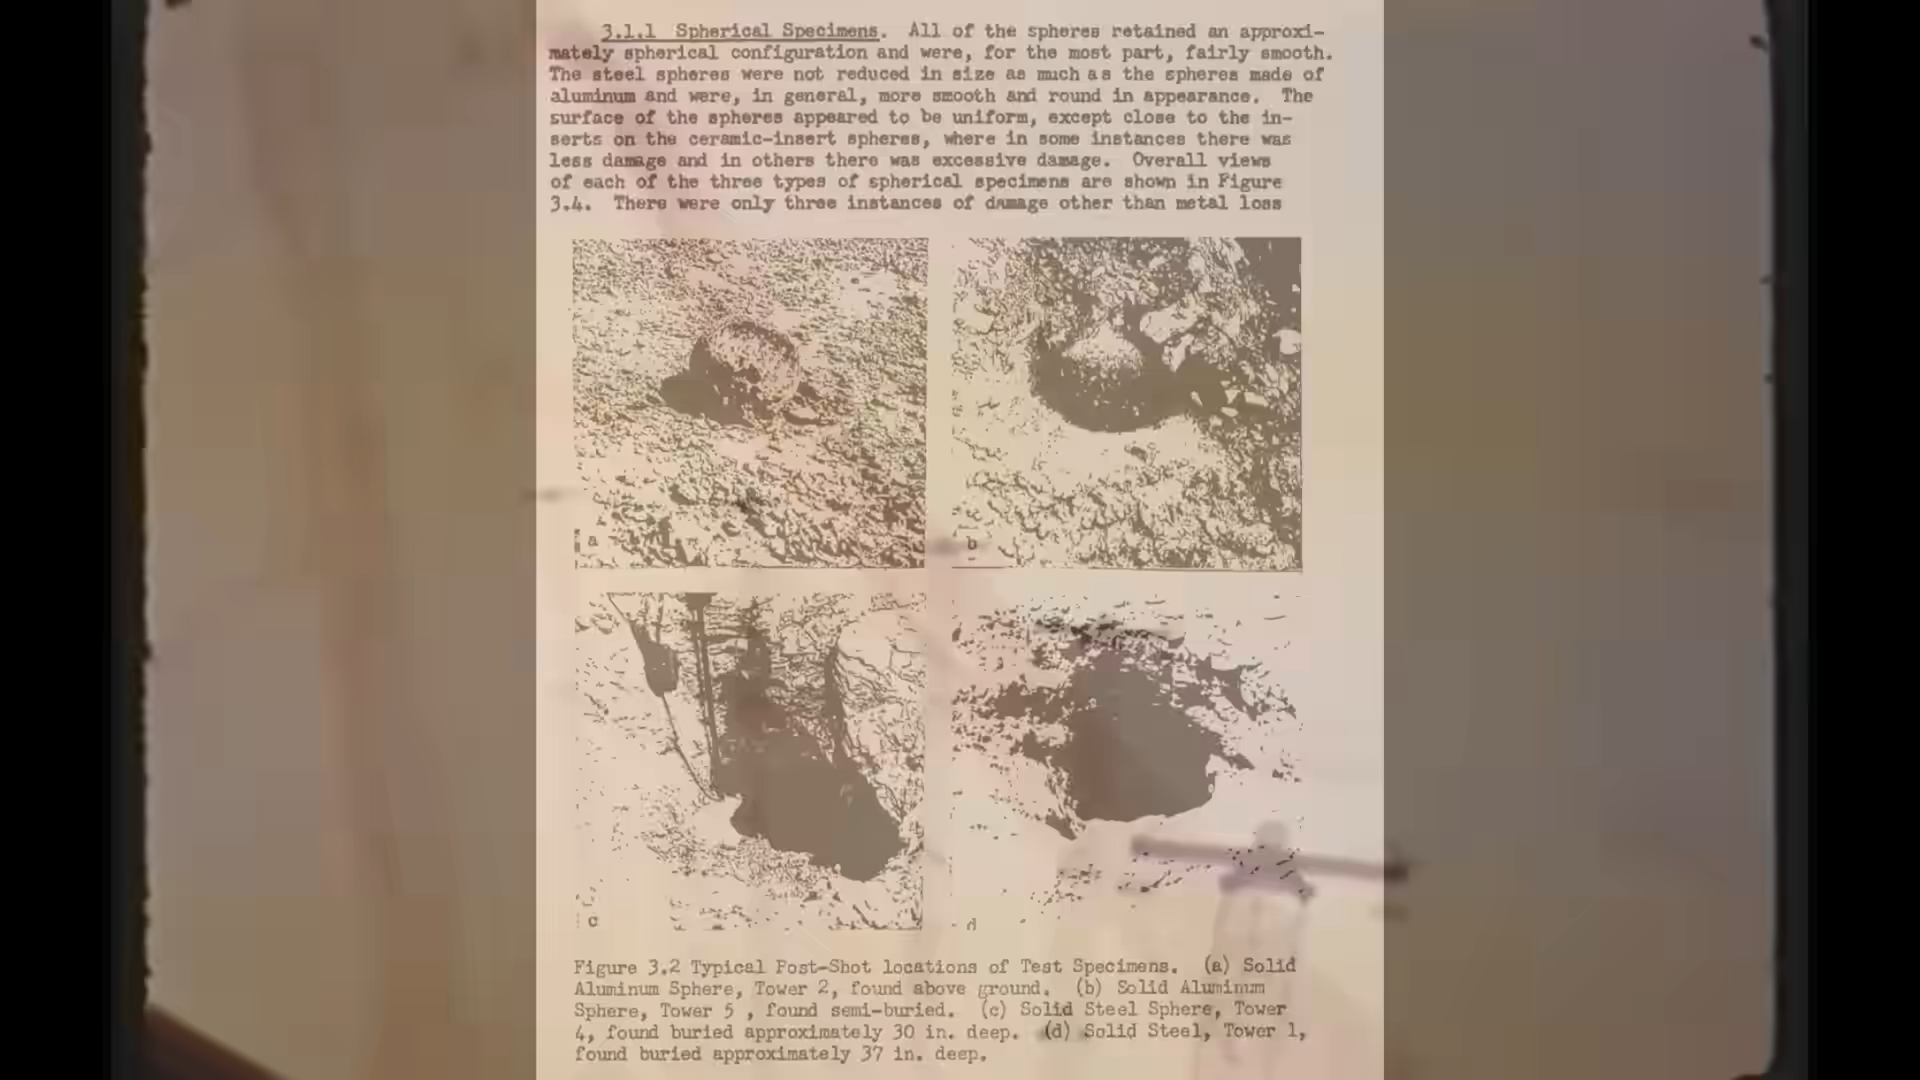 3.1.1 Spherical Specimens. All of the spheres retained an approxi-
mately spherical configuration and were, for the most part, fairly smooth.
The steel spheres were not reduced in size as much as the spheres made of
aluminum and were, in general, more smooth and round in appearance. The
surface of the spheres appeared to be uniform, except close to the in-
serts on the ceramic-insert spheres, where in some instances there was
less damage and in others there was excessive damage. Overall views
of each of the three types of spherical specimens are shown in Figure
3.4. There were only three instances of damage other than metal loss
a
b
c
d
Figure 3.2 Typical Post-Shot locations of Test Specimens. (a) Solid
Aluminum Sphere, Tower 2, found above ground. (b) Solid Aluminum
Sphere, Tower 5 , found semi-buried. (c) Solid Steel Sphere, Tower
4, found buried approximately 30 in. deep. (d) Solid Steel, Tower 1,
found buried approximately 37 in. deep.